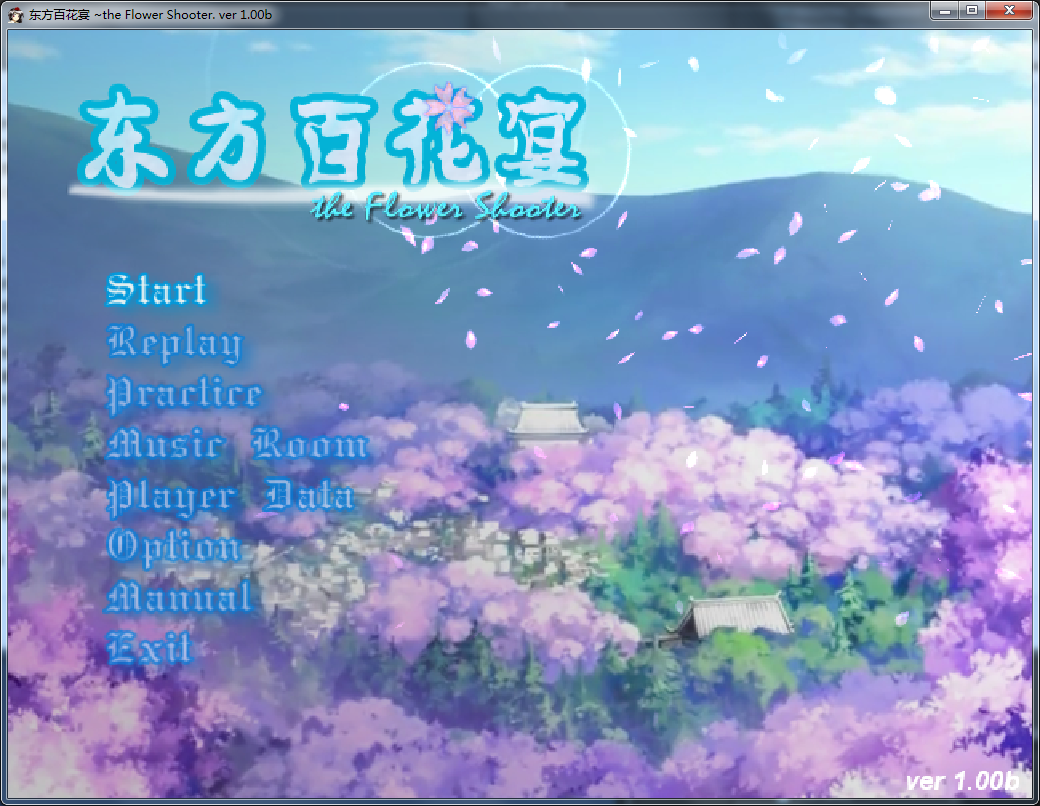 东方百花宴 ~the Flower Shooter. ver 1.00b
东方百花宴
the Flower Shooter
Start
Replay
Practice
Music Room
Player Data
Option
Manual
Exit
ver 1.00b